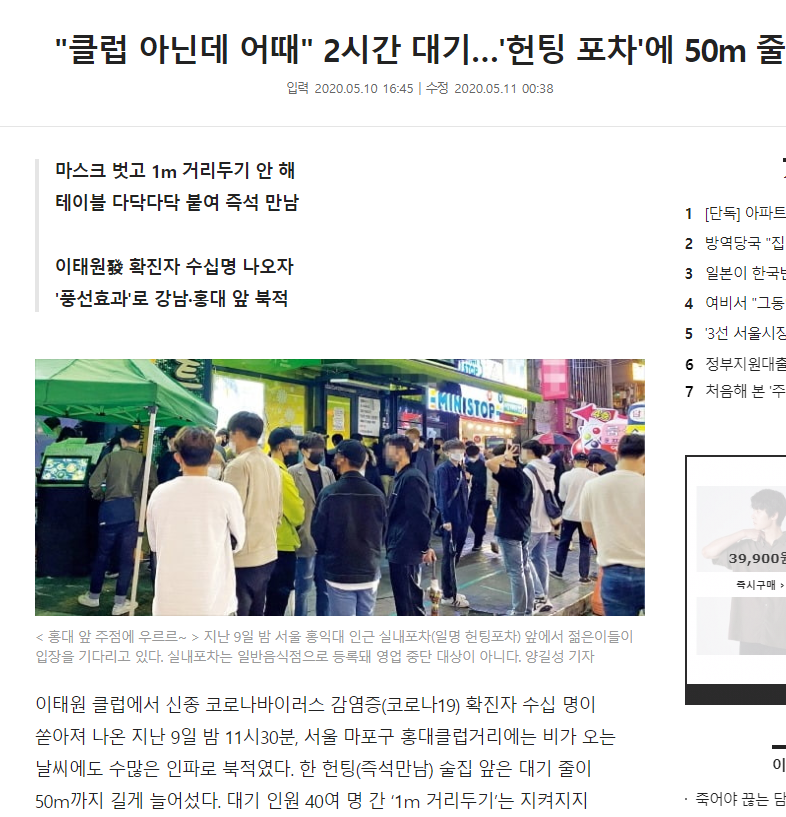 "클럽 아닌데 어때" 2시간 대기…'헌팅 포차'에 50m 줄
입력 2020.05.10 16:45 | 수정 2020.05.11 00:38
마스크 벗고 1m 거리두기 안 해
테이블 다닥다닥 붙여 즉석 만남
이태원發 확진자 수십명 나오자
'풍선효과'로 강남·홍대 앞 북적
MINISTOP
< 홍대 앞 주점에 우르르~ > 지난 9일 밤 서울 홍익대 인근 실내포차(일명 헌팅포차) 앞에서 젊은이들이
입장을 기다리고 있다. 실내포차는 일반음식점으로 등록돼 영업 중단 대상이 아니다. 양길성 기자
이태원 클럽에서 신종 코로나바이러스 감염증(코로나19) 확진자 수십 명이
쏟아져 나온 지난 9일 밤 11시30분, 서울 마포구 홍대클럽거리에는 비가 오는
날씨에도 수많은 인파로 북적였다. 한 헌팅(즉석만남) 술집 앞은 대기 줄이
50m까지 길게 늘어섰다. 대기 인원 40여 명 간 '1m 거리두기'는 지켜지지
1 [단독] 아파트
2 방역당국 "집
3 일본이 한국
4 여비서 "그동
5 '3선 서울시장
6 정부지원대출
7 처음해 본 '주
39,900원
즉시구매 ›
이
· 죽어야 끊는 담